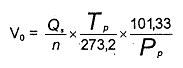 V₀ = Qₛ/n × Tₚ/273,2 × 101,33/Pₚ